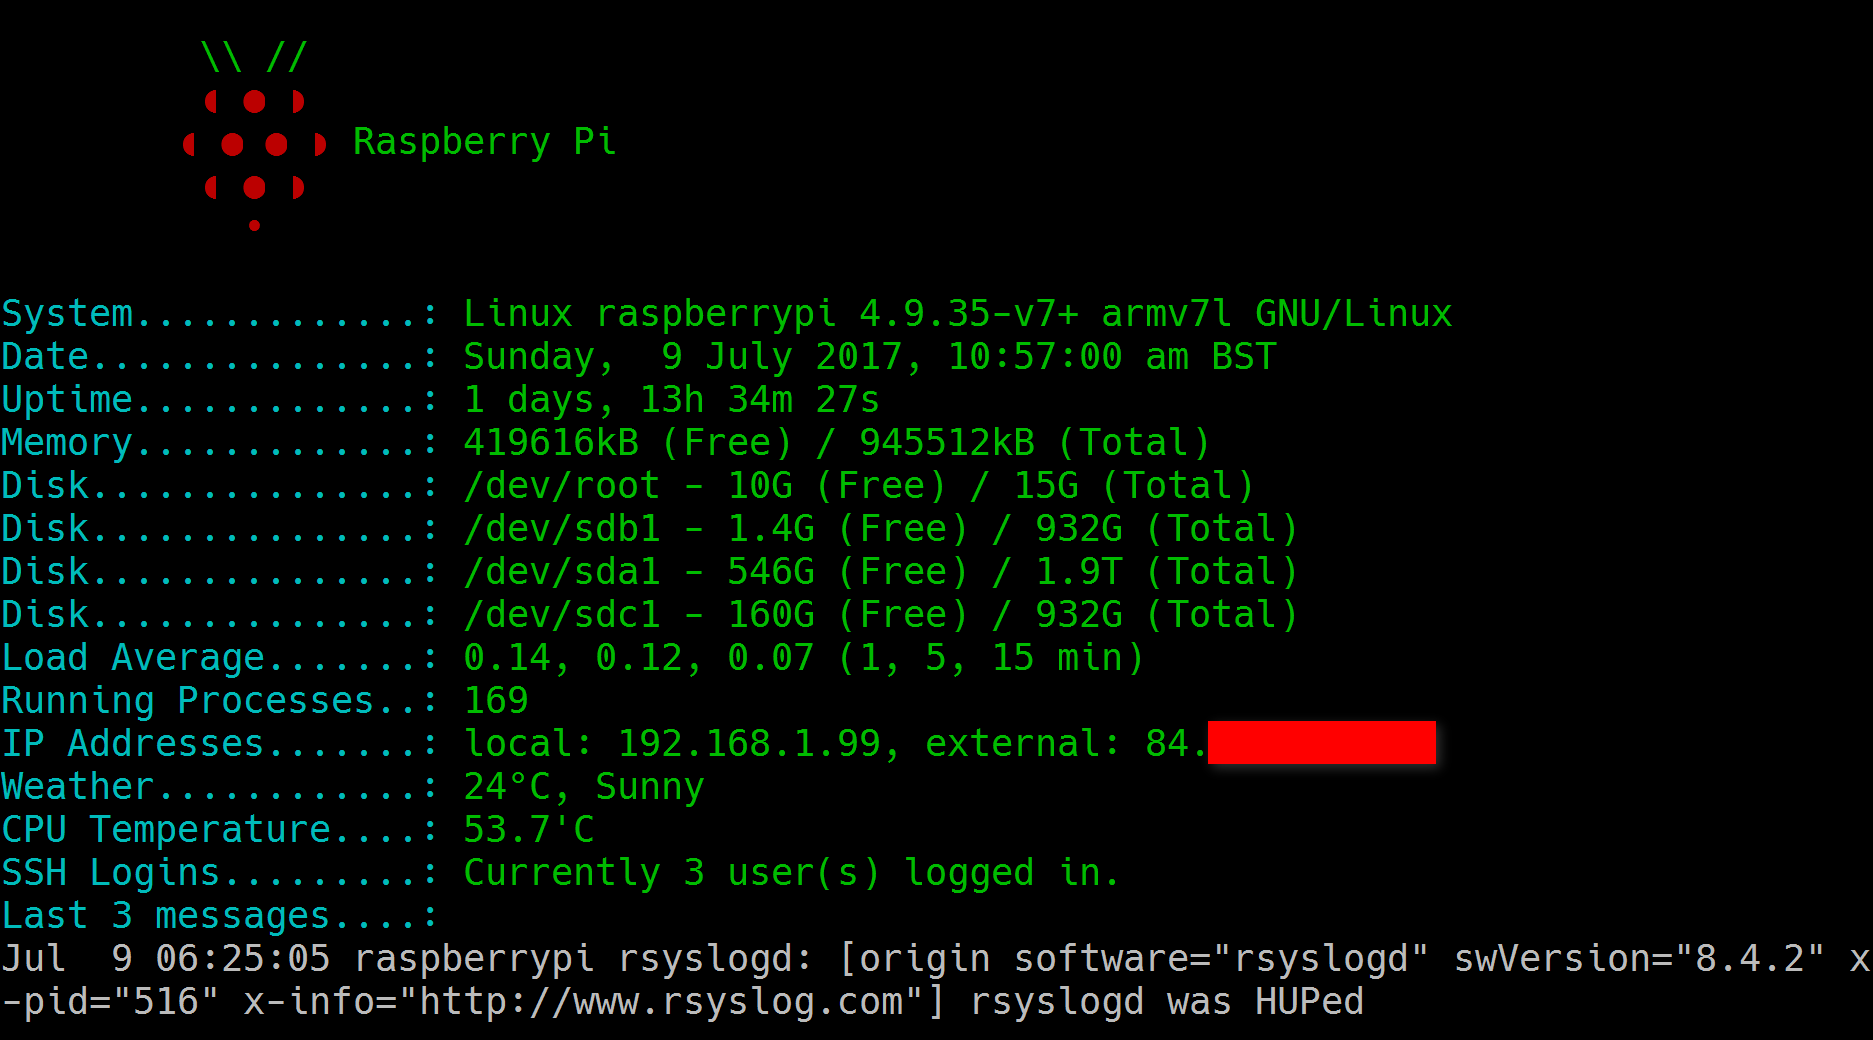 \\ //
Raspberry Pi
System.............: Linux raspberrypi 4.9.35-v7+ armv7l GNU/Linux
Date...............: Sunday,  9 July 2017, 10:57:00 am BST
Uptime.............: 1 days, 13h 34m 27s
Memory.............: 419616kB (Free) / 945512kB (Total)
Disk...............: /dev/root - 10G (Free) / 15G (Total)
Disk...............: /dev/sdb1 - 1.4G (Free) / 932G (Total)
Disk...............: /dev/sda1 - 546G (Free) / 1.9T (Total)
Disk...............: /dev/sdc1 - 160G (Free) / 932G (Total)
Load Average.......: 0.14, 0.12, 0.07 (1, 5, 15 min)
Running Processes..: 169
IP Addresses.......: local: 192.168.1.99, external: 84.
Weather............: 24°C, Sunny
CPU Temperature....: 53.7'C
SSH Logins.........: Currently 3 user(s) logged in.
Last 3 messages....:
Jul  9 06:25:05 raspberrypi rsyslogd: [origin software="rsyslogd" swVersion="8.4.2" x
-pid="516" x-info="http://www.rsyslog.com"] rsyslogd was HUPed